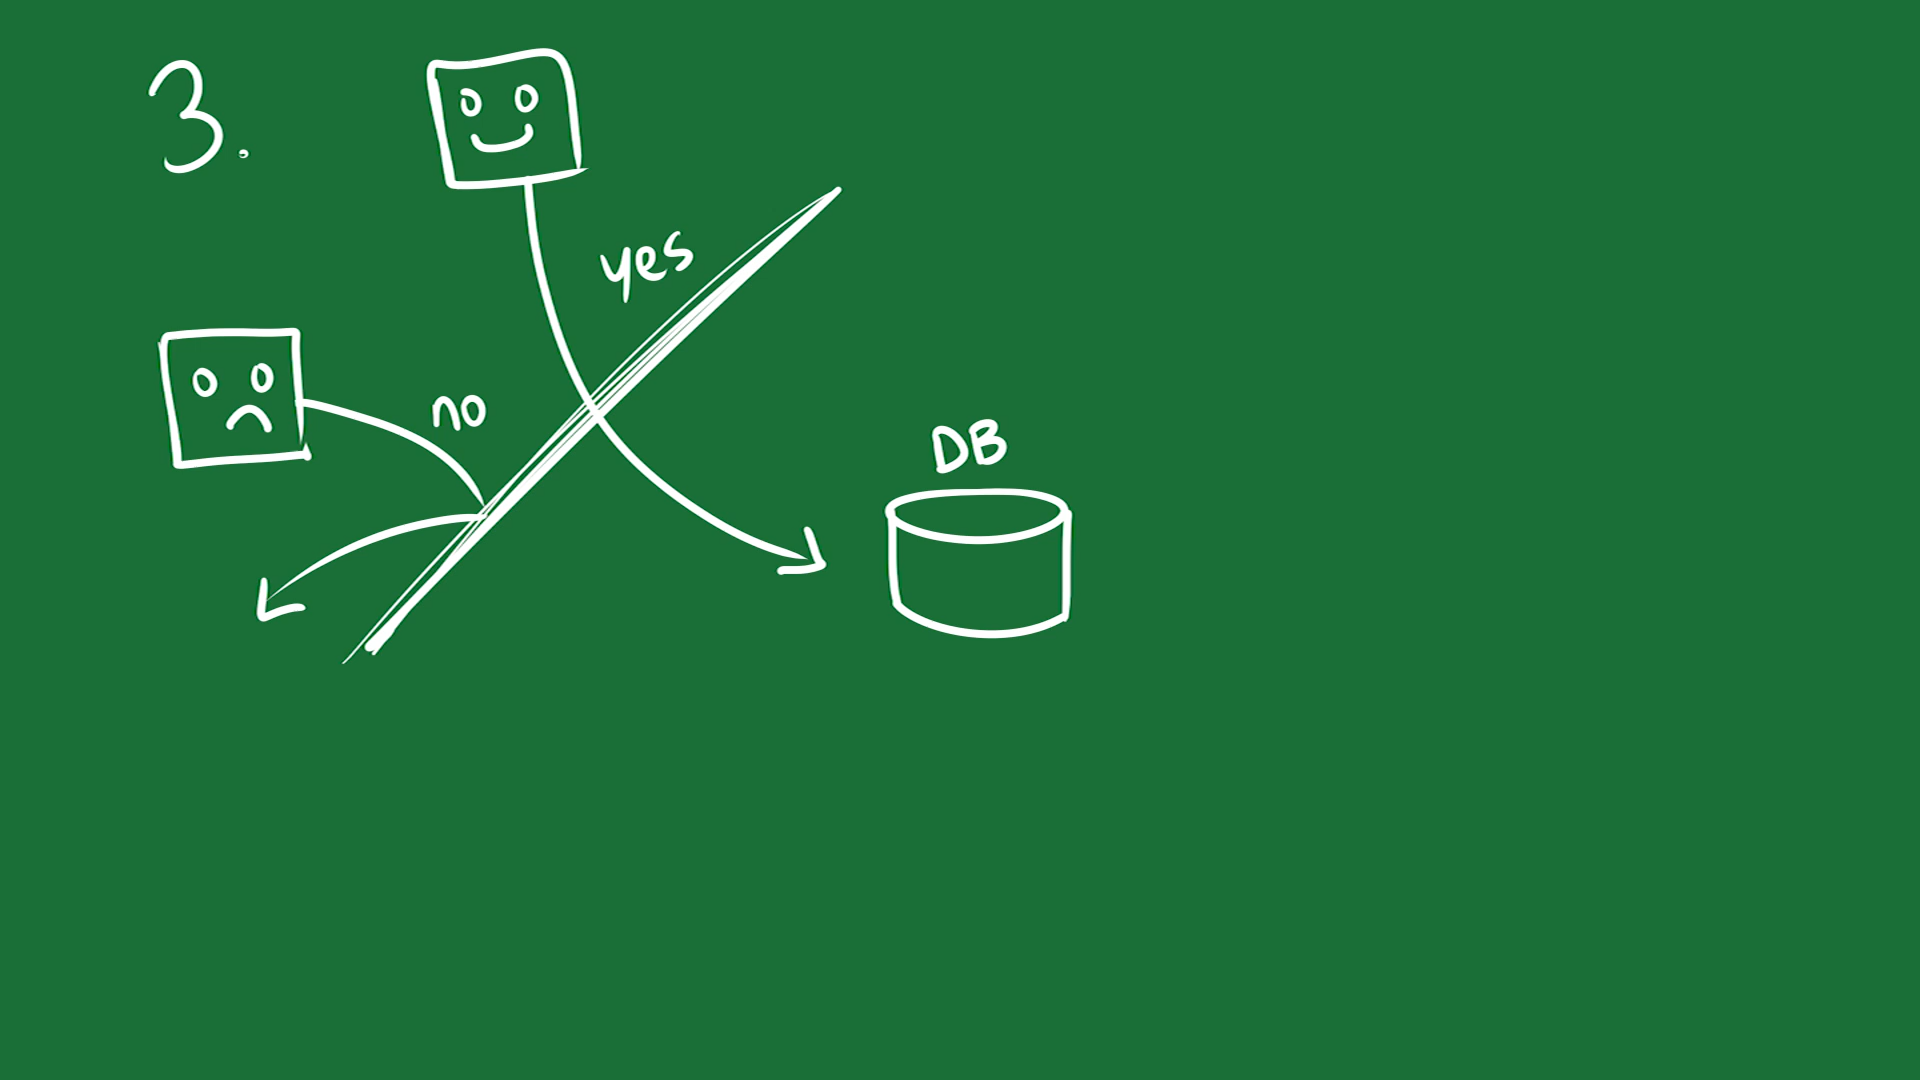 3.
yes
no
DB